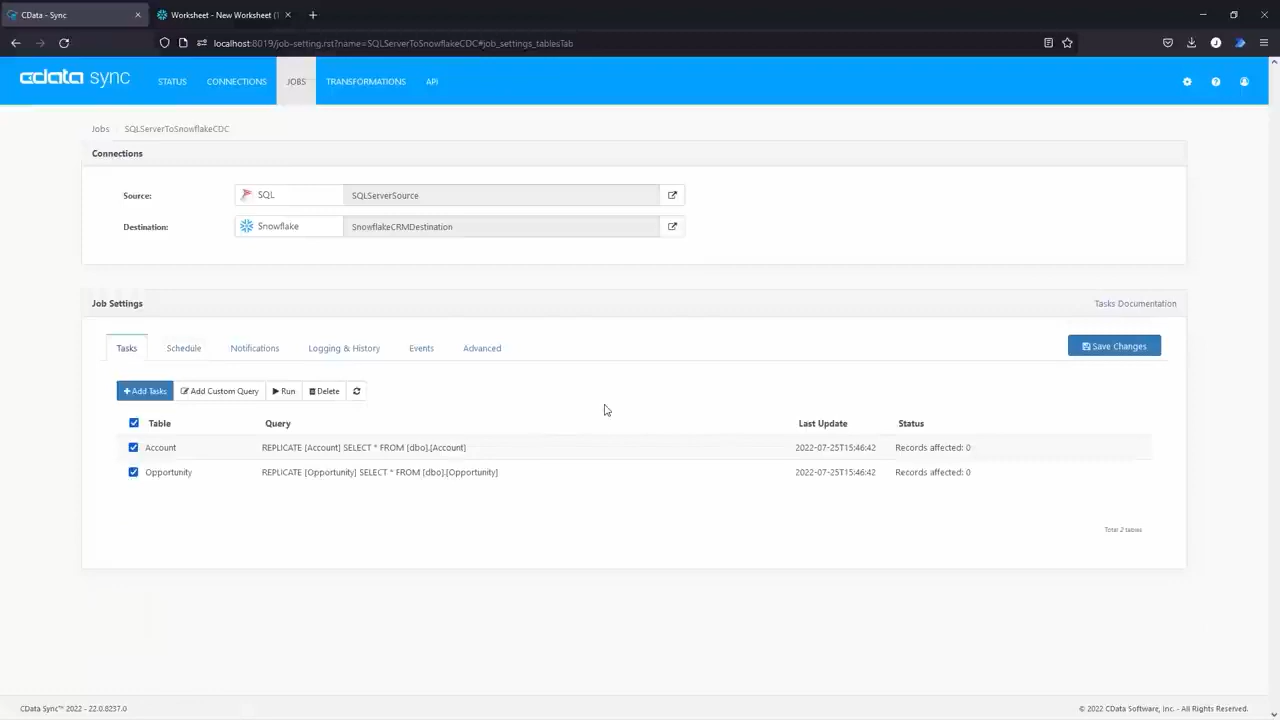 CData - Sync
Worksheet - New Worksheet (1
localhost:8019/job-setting.rst?name=SQLServerToSnowflakeCDC#job_settings_tablesTab
cdata sync STATUS CONNECTIONS JOBS TRANSFORMATIONS API
Jobs SQLServerToSnowflakeCDC
Connections
Source: SQL SQLServerSource
Destination: Snowflake SnowflakeCRMDestination
Job Settings Tasks Documentation
Tasks Schedule Notifications Logging & History Events Advanced Save Changes
+Add Tasks Add Custom Query Run Delete
Table Query Last Update Status
Account REPLICATE [Account] SELECT * FROM [dbo].[Account] 2022-07-25T15:46:42 Records affected: 0
Opportunity REPLICATE [Opportunity] SELECT * FROM [dbo].[Opportunity] 2022-07-25T15:46:42 Records affected: 0
Total 2 tables
CData Sync™ 2022 - 22.0.8237.0 © 2022 CData Software, Inc. - All Rights Reserved.